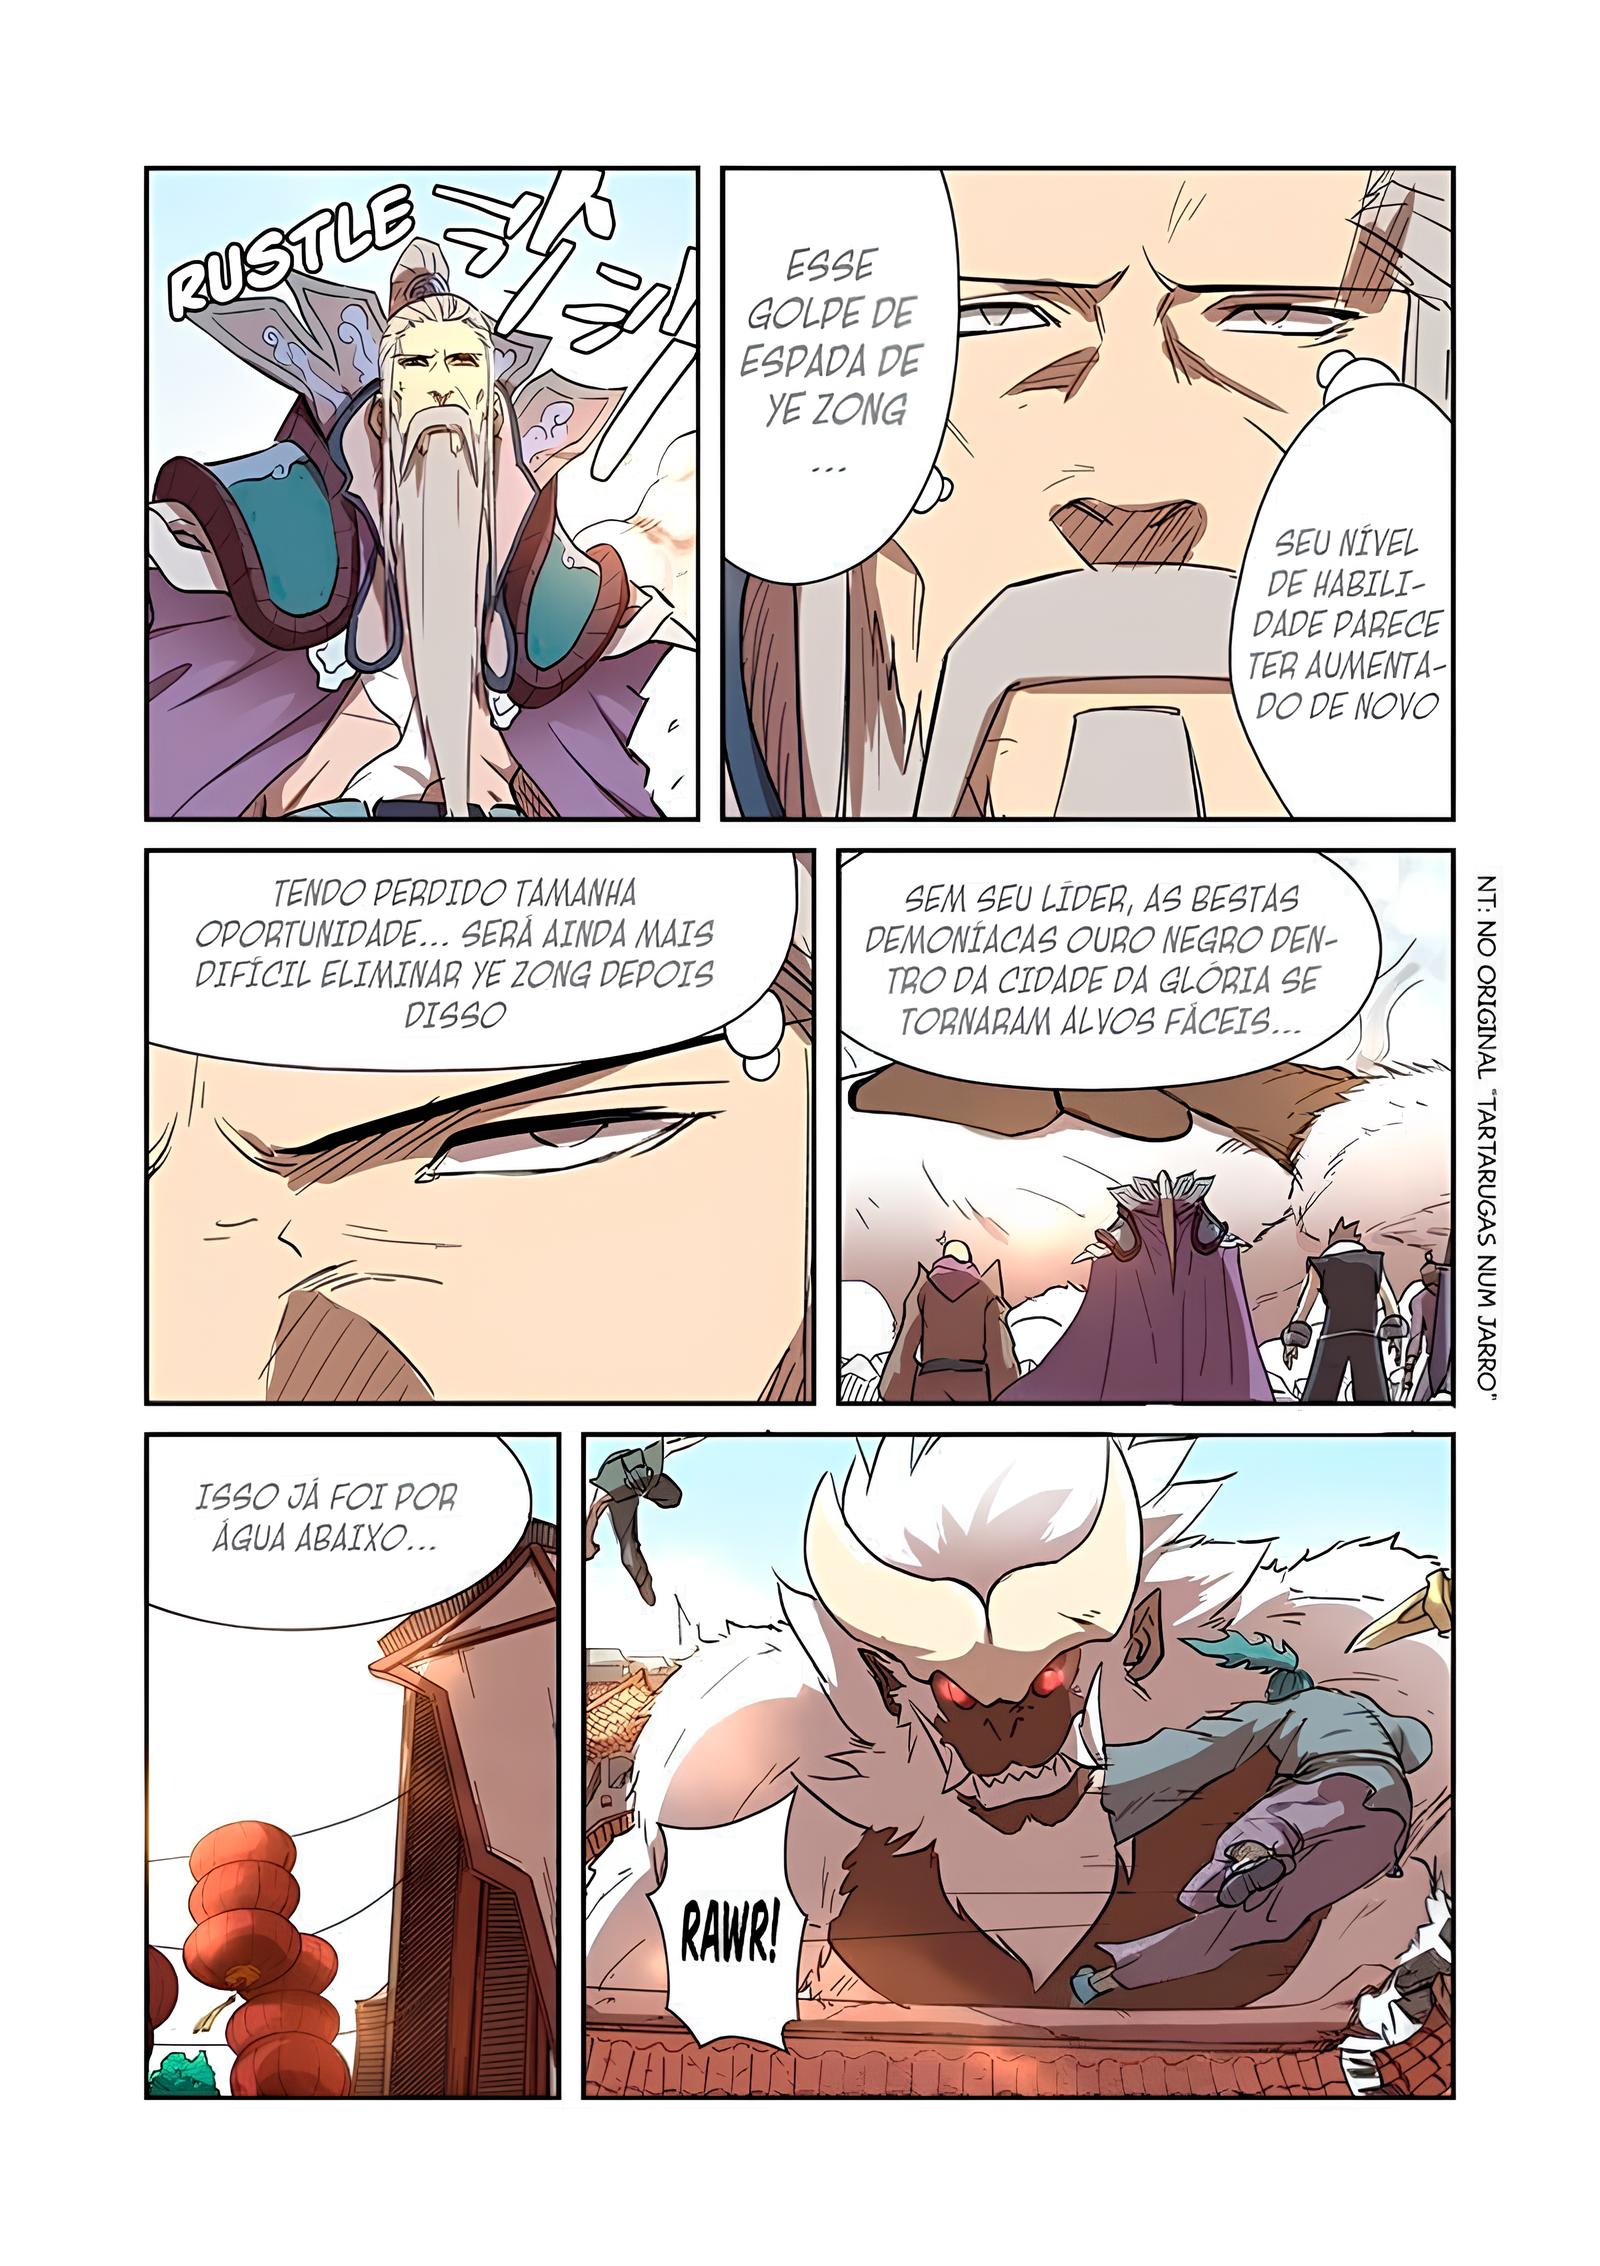 RUSTLE
ESSE
GOLPE DE
ESPADA DE
YE ZONG
...
SEU NÍVEL
DE HABILI-
DADE PARECE
TER AUMENTA-
DO DE NOVO
TENDO PERDIDO TAMANHA
OPORTUNIDADE... SERÁ AINDA MAIS
DIFÍCIL ELIMINAR YE ZONG DEPOIS
DISSO
SEM SEU LÍDER, AS BESTAS
DEMONÍACAS OURO NEGRO DEN-
TRO DA CIDADE DA GLÓRIA SE
TORNARAM ALVOS FÁCEIS...
NT: NO ORIGINAL "TARTARUGAS NUM JARRO"
ISSO JÁ FOI POR
ÁGUA ABAIXO...
RAWR!